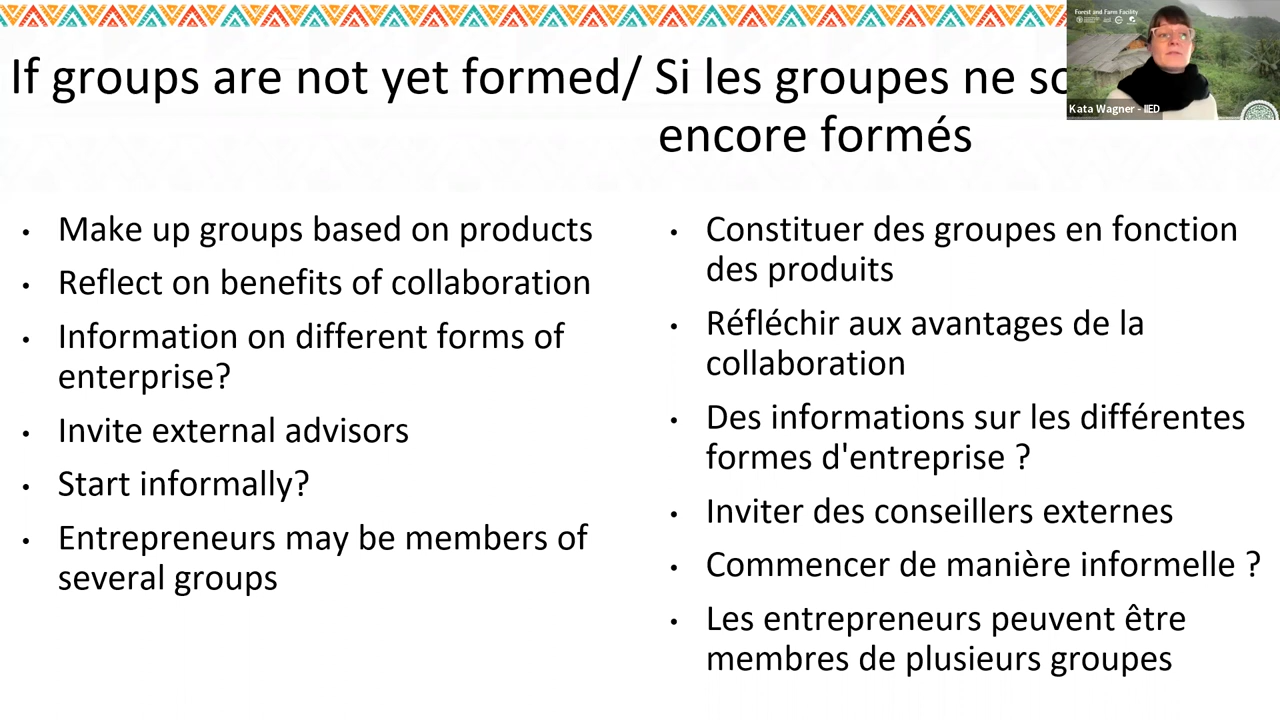 If groups are not yet formed/ Si les groupes ne
encore formés
Forest and Farm Facility
Kata Wagner - IIED
• Make up groups based on products
• Reflect on benefits of collaboration
• Information on different forms of
enterprise?
• Invite external advisors
• Start informally?
• Entrepreneurs may be members of
several groups
• Constituer des groupes en fonction
des produits
• Réfléchir aux avantages de la
collaboration
• Des informations sur les différentes
formes d'entreprise ?
• Inviter des conseillers externes
• Commencer de manière informelle ?
• Les entrepreneurs peuvent être
membres de plusieurs groupes